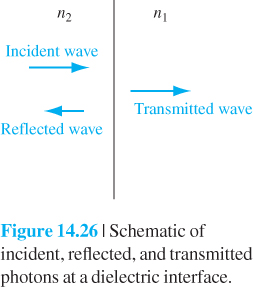 n₂ n₁
Incident wave
Transmitted wave
Reflected wave
Figure 14.26 | Schematic of
incident, reflected, and transmitted
photons at a dielectric interface.